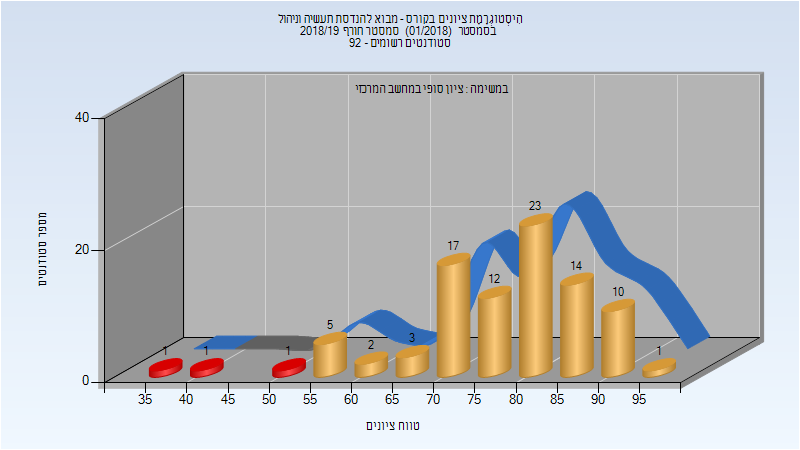 הִיסְטוֹגְרָמַת ציונים בקורס - מבוא להנדסת תעשיה וניהול
בסמסטר (01/2018) סמסטר חורף 2018/19
סטודנטים רשומים - 92
במשימה : ציון סופי במחשב המרכזי
מספר סטודנטים
40
20
0
1
1
1
5
2
3
17
12
23
14
10
1
35 40 45 50 55 60 65 70 75 80 85 90 95
טווח ציונים